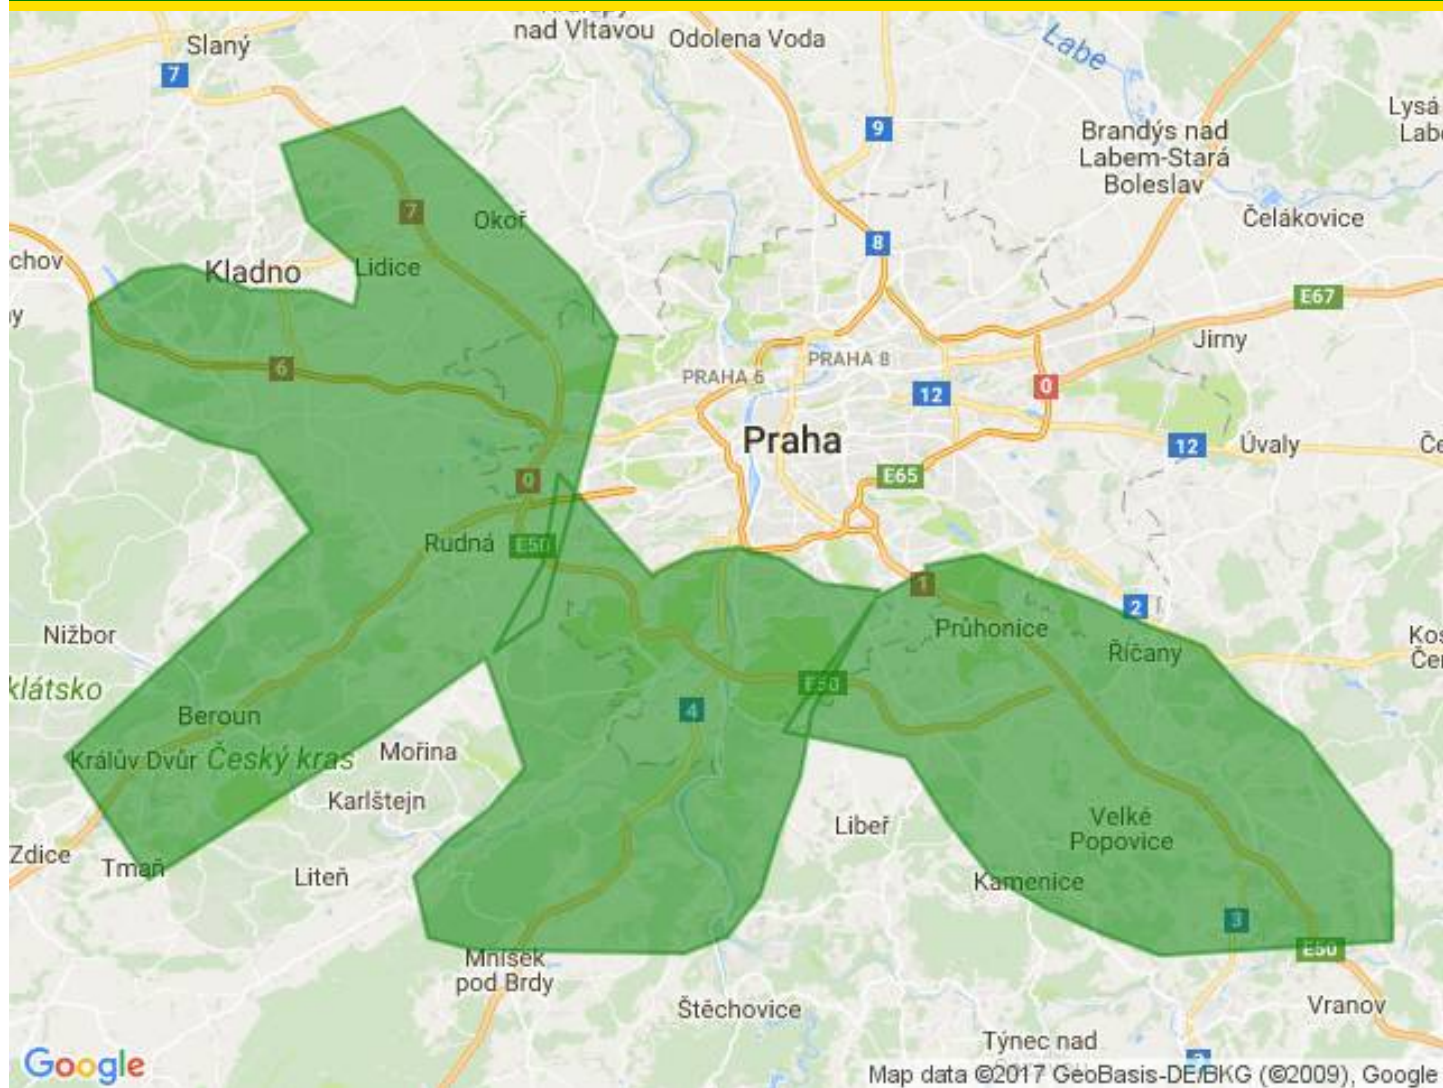 nad Vltavou
Odolena Voda
Labe
Slaný
7
Lysá
9
Brandýs nad
Labem-Stará
Boleslav
7
Okoř
Čelákovice
8
chov
Kladno
Lidice
E67
Jirny
6
PRAHA 6
PRAHA 8
0
12
Praha
12
Úvaly
E65
0
Rudná
E50
1
2
Nižbor
Průhonice
Říčany
klátsko
E50
Beroun
4
Králův Dvůr
Český kras
Mořina
Karlštejn
Velké
Popovice
Libeř
Zdice
Tmaň
Liteň
Kamenice
3
E50
Mníšek
pod Brdy
Štěchovice
Vranov
Týnec nad
Google
Map data ©2017 GeoBasis-DE/BKG (©2009), Google